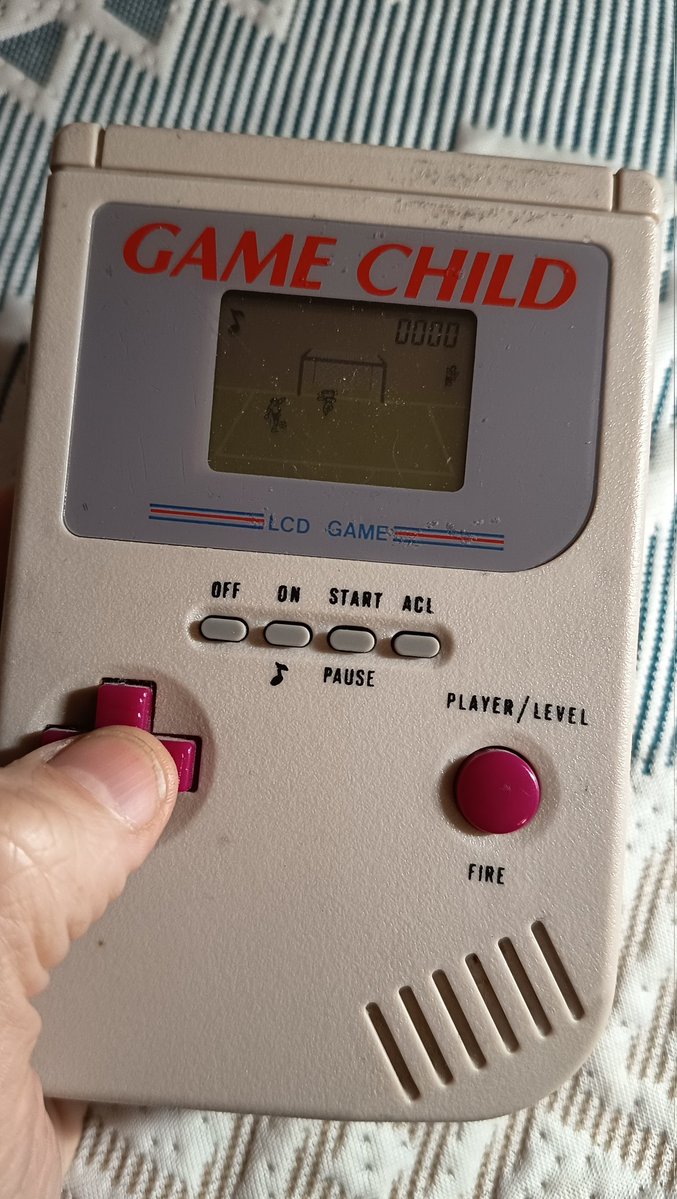 GAME CHILD
0000
LCD GAME
OFF ON START ACL
PAUSE
PLAYER/LEVEL
FIRE